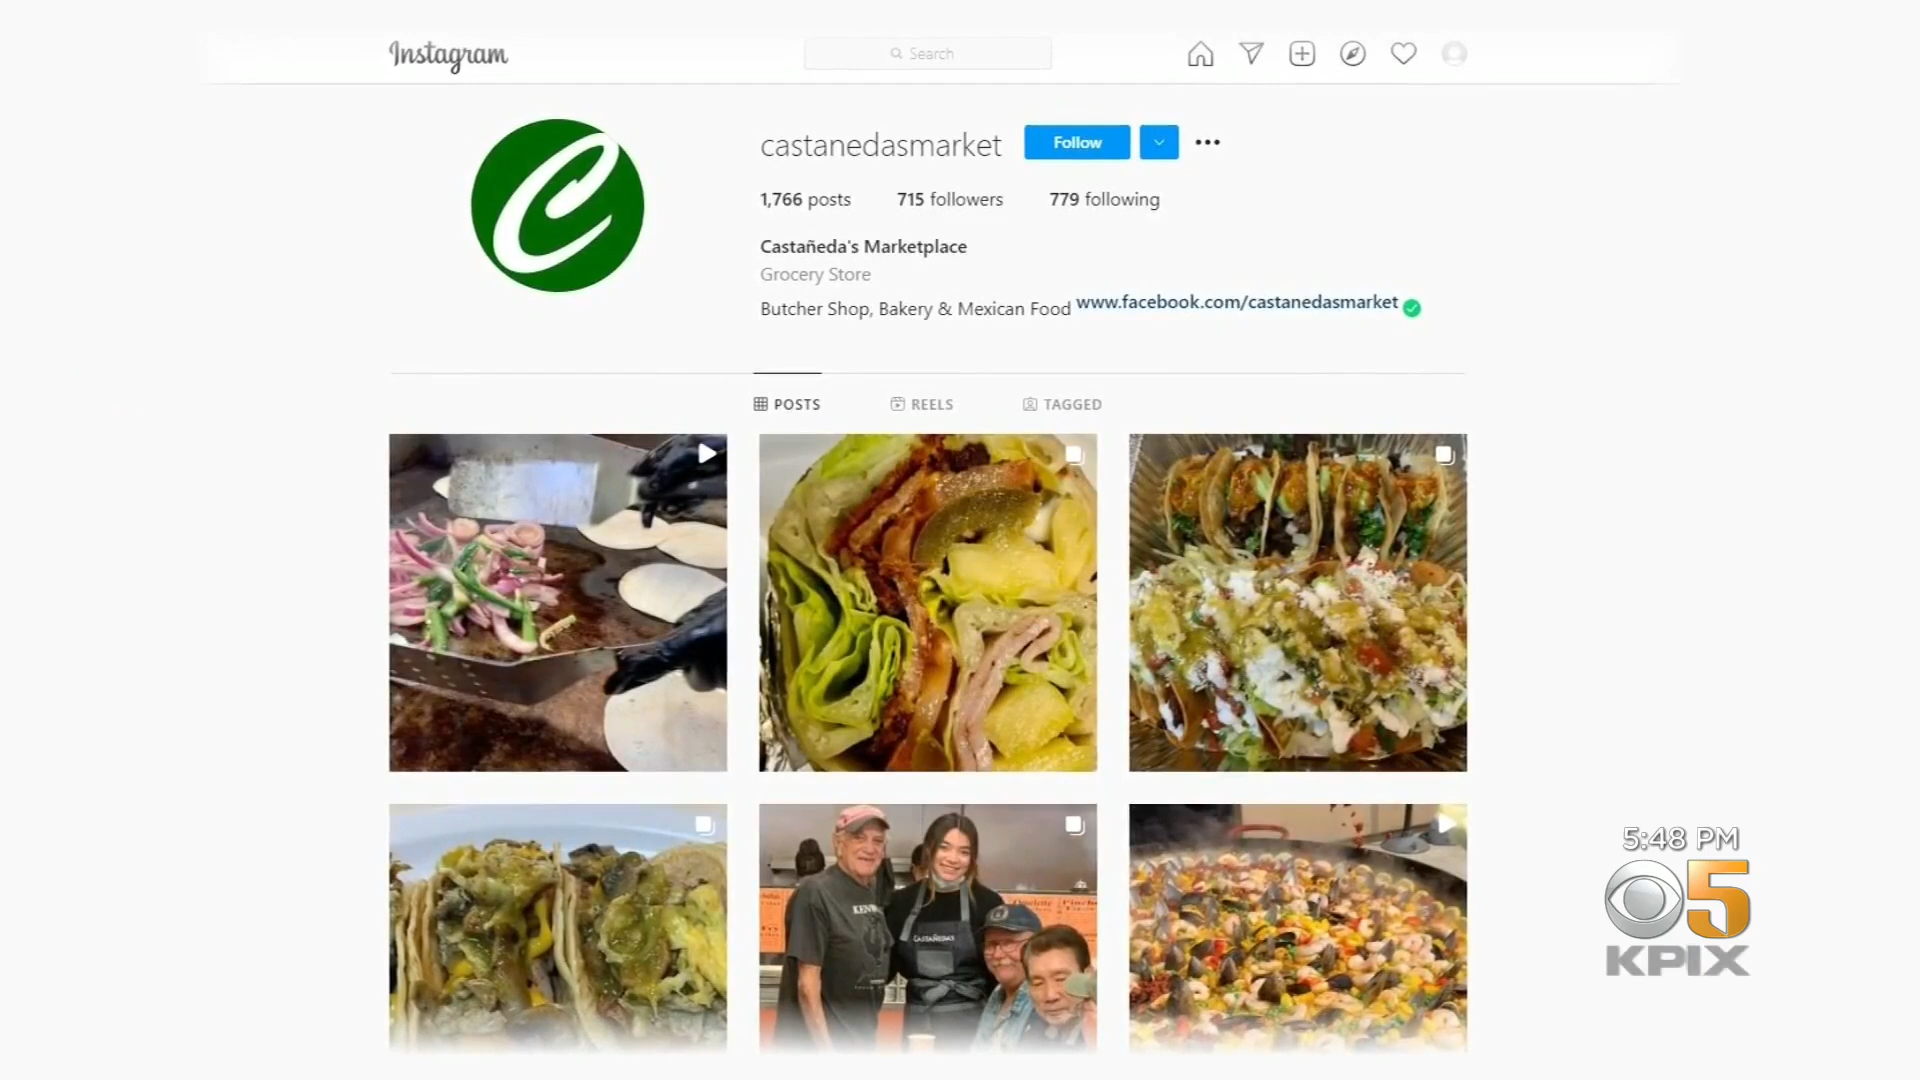 Instagram
Search
castanedasmarket
Follow
1,766 posts 715 followers 779 following
Castañeda's Marketplace
Grocery Store
Butcher Shop, Bakery & Mexican Food www.facebook.com/castanedasmarket
POSTS REELS TAGGED
CASTAÑEDAS
5:48 PM
5
KPIX